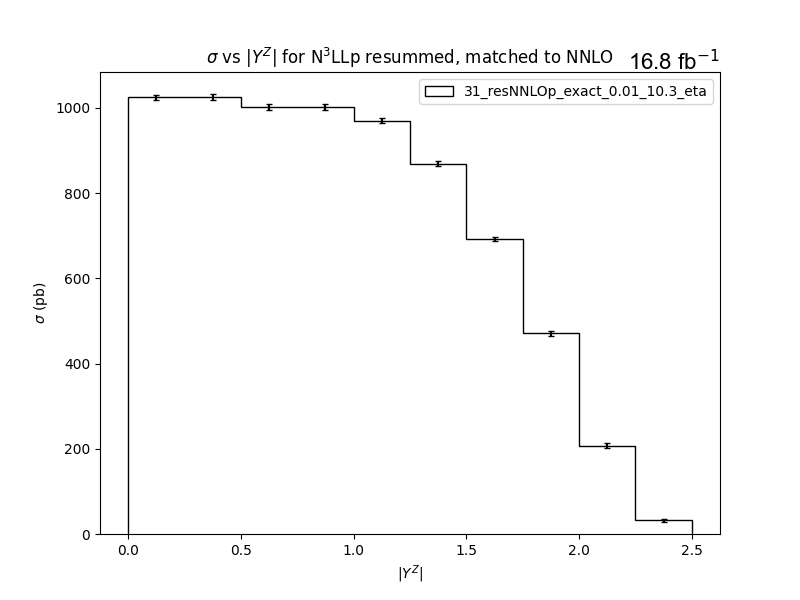 σ vs |Y^Z| for N³LLp resummed, matched to NNLO 16.8 fb⁻¹
31_resNNLOp_exact_0.01_10.3_eta
1000
800
600
400
200
0
σ (pb)
0.0 0.5 1.0 1.5 2.0 2.5
|Y^Z|